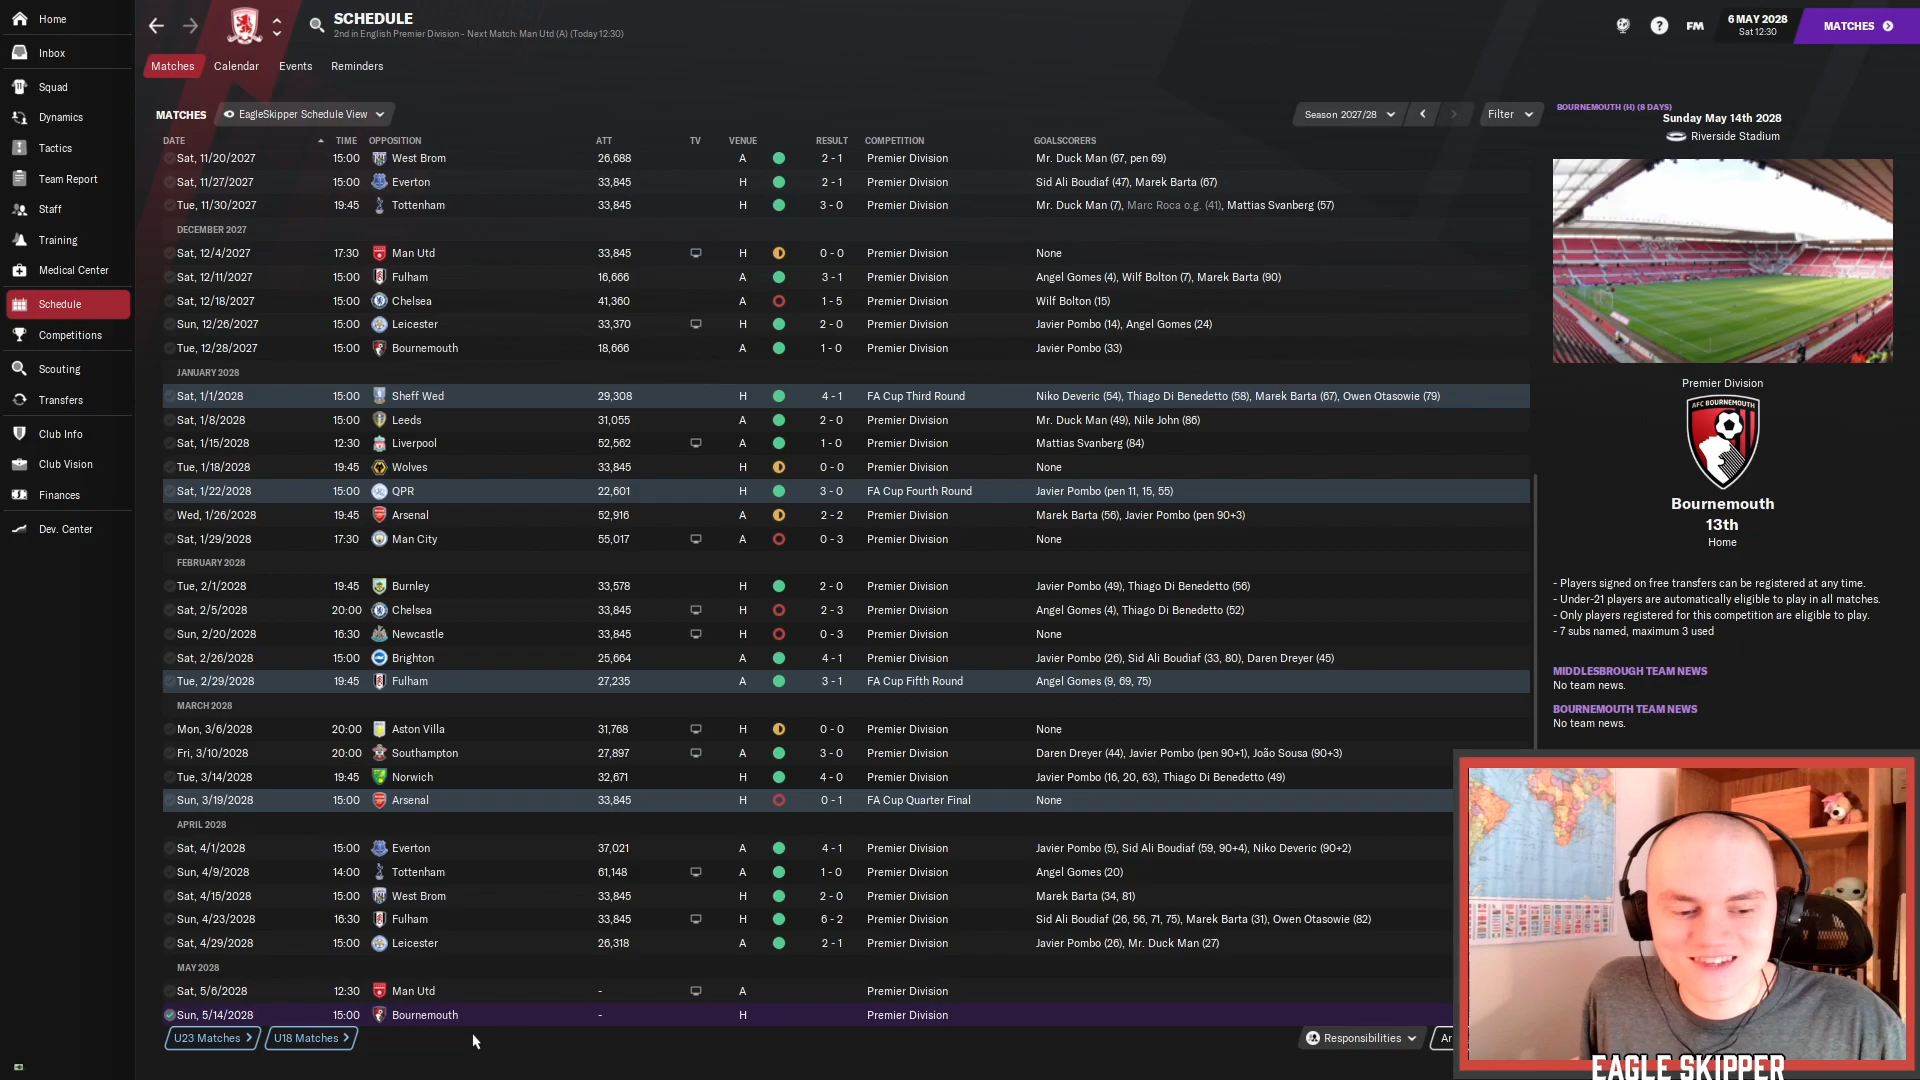 Home
Inbox
Squad
Dynamics
Tactics
Team Report
Staff
Training
Medical Center
Schedule
Competitions
Scouting
Transfers
Club Info
Club Vision
Finances
Dev. Center
SCHEDULE
2nd in English Premier Division - Next Match: Man Utd (A) (Today 12:30)
? FM 6 MAY 2028 Sat 12:30 MATCHES
Matches Calendar Events Reminders
MATCHES EagleSkipper Schedule View Season 2027/28 Filter
DATE TIME OPPOSITION ATT TV VENUE RESULT COMPETITION GOALSCORERS
Sat, 11/20/2027 15:00 West Brom 26,688 A 2 - 1 Premier Division Mr. Duck Man (67, pen 69)
Sat, 11/27/2027 15:00 Everton 33,845 H 2 - 1 Premier Division Sid Ali Boudiaf (47), Marek Barta (67)
Tue, 11/30/2027 19:45 Tottenham 33,845 H 3 - 0 Premier Division Mr. Duck Man (7), Marc Roca o.g. (41), Mattias Svanberg (57)
DECEMBER 2027
Sat, 12/4/2027 17:30 Man Utd 33,845 H 0 - 0 Premier Division None
Sat, 12/11/2027 15:00 Fulham 16,666 A 3 - 1 Premier Division Angel Gomes (4), Wilf Bolton (7), Marek Barta (90)
Sat, 12/18/2027 15:00 Chelsea 41,360 A 1 - 5 Premier Division Wilf Bolton (15)
Sun, 12/26/2027 15:00 Leicester 33,370 H 2 - 0 Premier Division Javier Pombo (14), Angel Gomes (24)
Tue, 12/28/2027 15:00 Bournemouth 18,666 A 1 - 0 Premier Division Javier Pombo (33)
JANUARY 2028
Sat, 1/1/2028 15:00 Sheff Wed 29,308 H 4 - 1 FA Cup Third Round Niko Deveric (54), Thiago Di Benedetto (58), Marek Barta (67), Owen Otasowie (79)
Sat, 1/8/2028 15:00 Leeds 31,055 A 2 - 0 Premier Division Mr. Duck Man (49), Nile John (86)
Sat, 1/15/2028 12:30 Liverpool 52,562 A 1 - 0 Premier Division Mattias Svanberg (84)
Tue, 1/18/2028 19:45 Wolves 33,845 H 0 - 0 Premier Division None
Sat, 1/22/2028 15:00 QPR 22,601 H 3 - 0 FA Cup Fourth Round Javier Pombo (pen 11, 15, 55)
Wed, 1/26/2028 19:45 Arsenal 52,916 A 2 - 2 Premier Division Marek Barta (56), Javier Pombo (pen 90+3)
Sat, 1/29/2028 17:30 Man City 55,017 A 0 - 3 Premier Division None
FEBRUARY 2028
Tue, 2/1/2028 19:45 Burnley 33,578 H 2 - 0 Premier Division Javier Pombo (49), Thiago Di Benedetto (56)
Sat, 2/5/2028 20:00 Chelsea 33,845 H 2 - 3 Premier Division Angel Gomes (4), Thiago Di Benedetto (52)
Sun, 2/20/2028 16:30 Newcastle 33,845 H 0 - 3 Premier Division None
Sat, 2/26/2028 15:00 Brighton 25,664 A 4 - 1 Premier Division Javier Pombo (26), Sid Ali Boudiaf (33, 80), Daren Dreyer (45)
Tue, 2/29/2028 19:45 Fulham 27,235 A 3 - 1 FA Cup Fifth Round Angel Gomes (9, 69, 75)
MARCH 2028
Mon, 3/6/2028 20:00 Aston Villa 31,768 H 0 - 0 Premier Division None
Fri, 3/10/2028 20:00 Southampton 27,897 A 3 - 0 Premier Division Daren Dreyer (44), Javier Pombo (pen 90+1), João Sousa (90+3)
Tue, 3/14/2028 19:45 Norwich 32,671 H 4 - 0 Premier Division Javier Pombo (16, 20, 63), Thiago Di Benedetto (49)
Sun, 3/19/2028 15:00 Arsenal 33,845 H 0 - 1 FA Cup Quarter Final None
APRIL 2028
Sat, 4/1/2028 15:00 Everton 37,021 A 4 - 1 Premier Division Javier Pombo (5), Sid Ali Boudiaf (59, 90+4), Niko Deveric (90+2)
Sun, 4/9/2028 14:00 Tottenham 61,148 A 1 - 0 Premier Division Angel Gomes (20)
Sat, 4/15/2028 15:00 West Brom 33,845 H 2 - 0 Premier Division Marek Barta (34, 81)
Sun, 4/23/2028 16:30 Fulham 33,845 H 6 - 2 Premier Division Sid Ali Boudiaf (26, 56, 71, 75), Marek Barta (31), Owen Otasowie (82)
Sat, 4/29/2028 15:00 Leicester 26,318 A 2 - 1 Premier Division Javier Pombo (26), Mr. Duck Man (27)
MAY 2028
Sat, 5/6/2028 12:30 Man Utd - A Premier Division
Sun, 5/14/2028 15:00 Bournemouth - H Premier Division
U23 Matches U18 Matches Responsibilities Ar
BOURNEMOUTH (H) (8 DAYS)
Sunday May 14th 2028
Riverside Stadium
Premier Division
AFC BOURNEMOUTH
Bournemouth
13th
Home
- Players signed on free transfers can be registered at any time.
- Under-21 players are automatically eligible to play in all matches.
- Only players registered for this competition are eligible to play.
- 7 subs named, maximum 3 used
MIDDLESBROUGH TEAM NEWS
No team news.
BOURNEMOUTH TEAM NEWS
No team news.
EAGLE SKIPPER